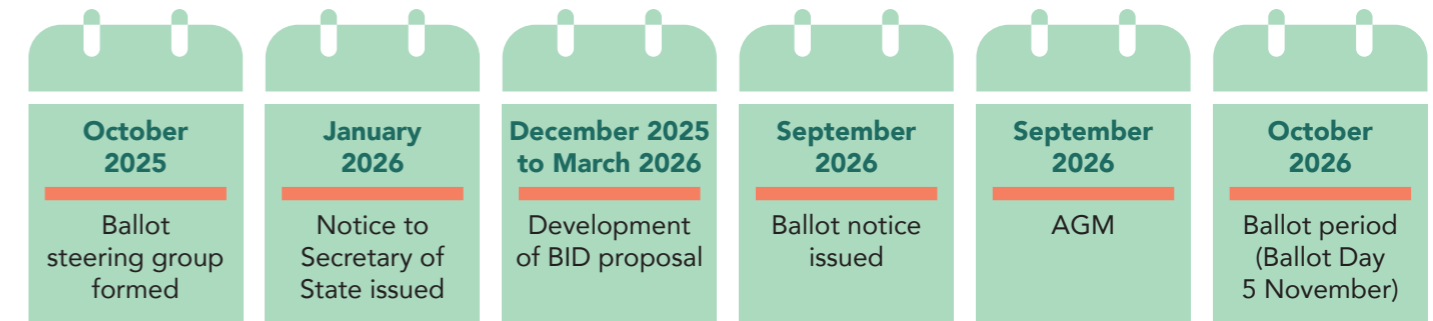 October
2025
Ballot
steering group
formed
January
2026
Notice to
Secretary of
State issued
December 2025
to March 2026
Development
of BID proposal
September
2026
Ballot notice
issued
September
2026
AGM
October
2026
Ballot period
(Ballot Day
5 November)